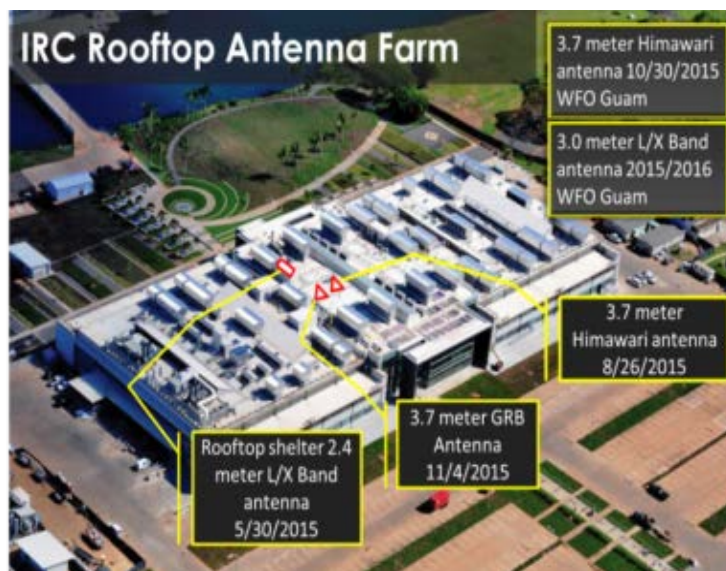 IRC Rooftop Antenna Farm
3.7 meter Himawari
antenna 10/30/2015
WFO Guam
3.0 meter L/X Band
antenna 2015/2016
WFO Guam
3.7 meter
Himawari antenna
8/26/2015
3.7 meter GRB
Antenna
11/4/2015
Rooftop shelter 2.4
meter L/X Band
antenna
5/30/2015